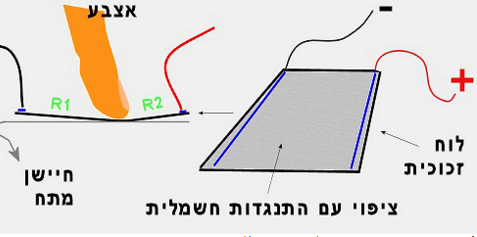 אצבע
-
R1
R2
+
לוח
זכוכית
חיישן
מתח
ציפוי עם התנגדות חשמלית